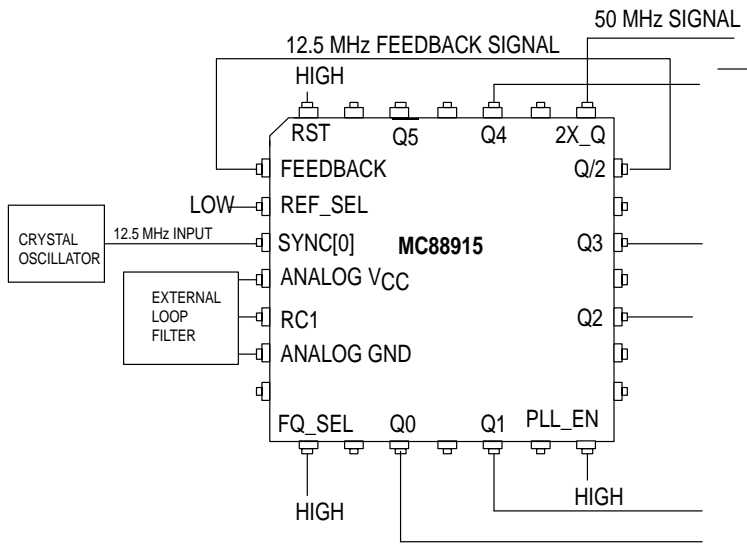 50 MHz SIGNAL
12.5 MHz FEEDBACK SIGNAL
HIGH
RST
Q5
Q4
2X_Q
FEEDBACK
Q/2
LOW
REF_SEL
CRYSTAL
OSCILLATOR
12.5 MHz INPUT
SYNC[0]
MC88915
Q3
ANALOG VCC
EXTERNAL
LOOP
FILTER
RC1
Q2
ANALOG GND
FQ_SEL
Q0
Q1
PLL_EN
HIGH
HIGH